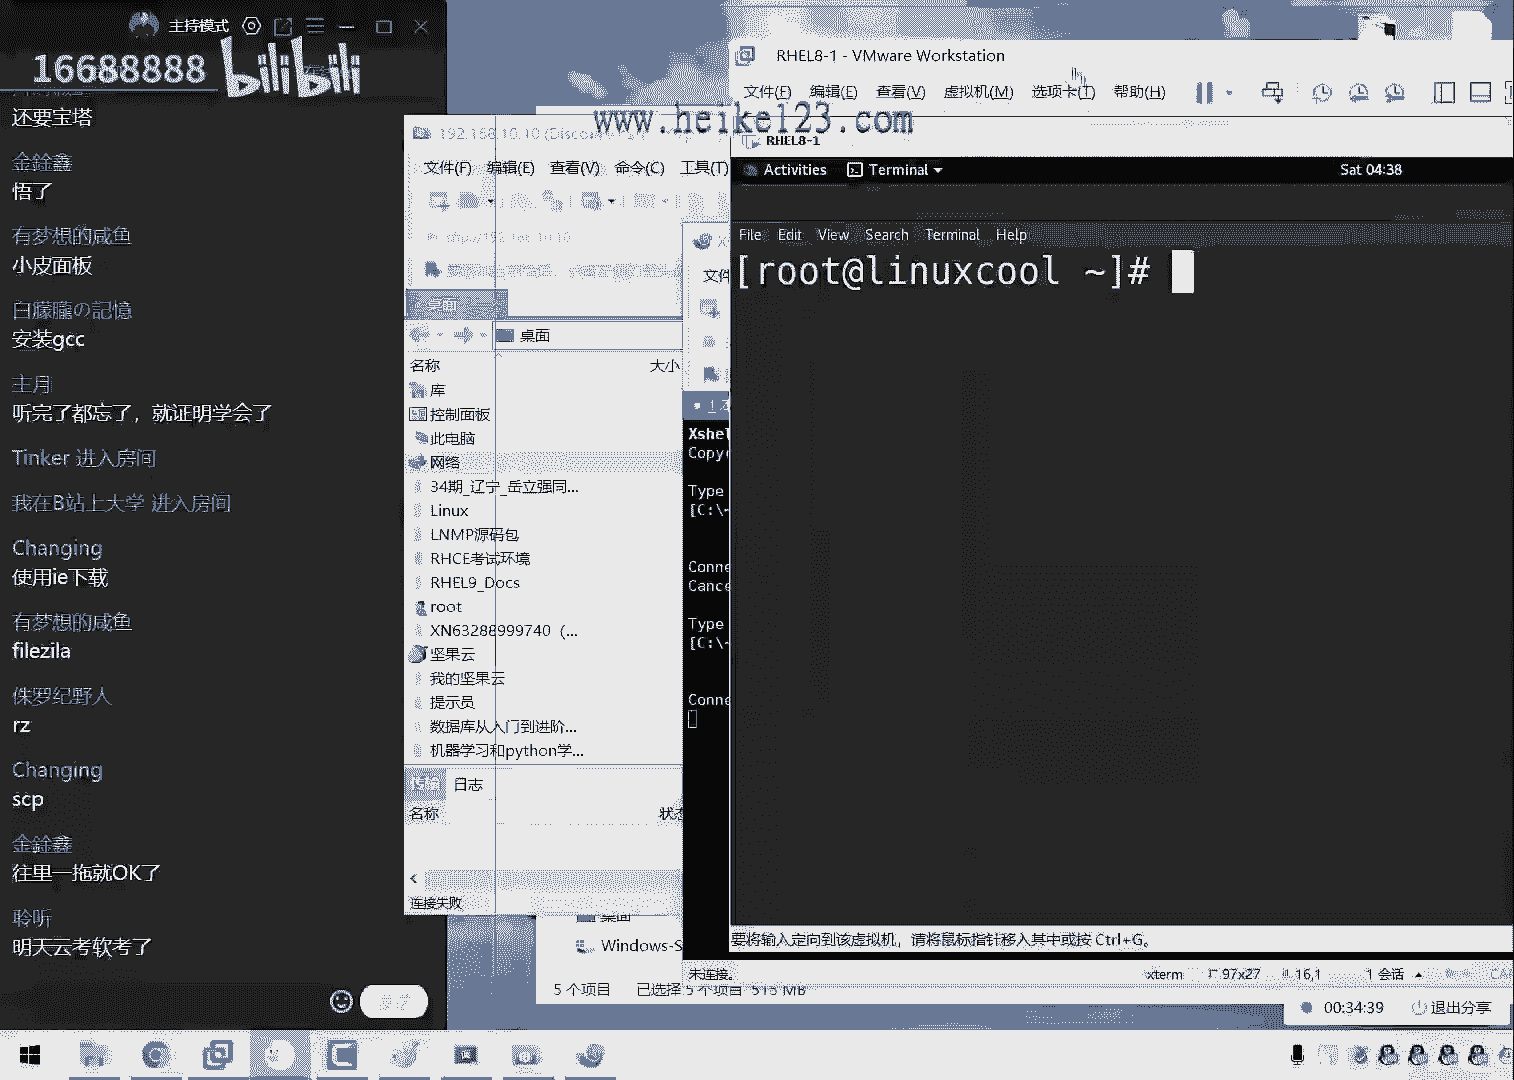 主持模式
16688888 bilibili
还要宝塔
金銓鑫
悟了
有梦想的咸鱼
小皮面板
白朦朧の記憶
安装gcc
主月
听完了都忘了，就证明学会了
Tinker 进入房间
我在B站上大学 进入房间
Changing
使用ie下载
有梦想的咸鱼
filezila
侏罗纪野人
rz
Changing
scp
金銓鑫
往里一拖就OK了
聆听
明天云考软考了
192.168.10.10
文件(F) 编辑(E) 查看(V) 命令(C) 工具(T)
桌面
桌面
名称 大小
库
控制面板
此电脑
网络
34期_辽宁_岳立强同...
Linux
LNMP源码包
RHCE考试环境
RHEL9_Docs
root
XN63288999740（...
坚果云
我的坚果云
提示员
数据库从入门到进阶...
机器学习和python学...
传输 日志
名称
连接失败
桌面
Windows-S
5 个项目 已选择 5 个项目 515 MB
文件
Xshel
Copyr
Type
[C:\~
Conne
Cance
Type
[C:\~
Conne
未连接。
xterm 97x27 16,1 1 会话
RHEL8-1 - VMware Workstation
文件(F) 编辑(E) 查看(V) 虚拟机(M) 选项卡(T) 帮助(H)
www.heike123.com
RHEL8-1
Activities Terminal Sat 04:38
File Edit View Search Terminal Help
[root@linuxcool ~]#
要将输入定向到该虚拟机，请将鼠标指针移入其中或按 Ctrl+G。
00:34:39 退出分享